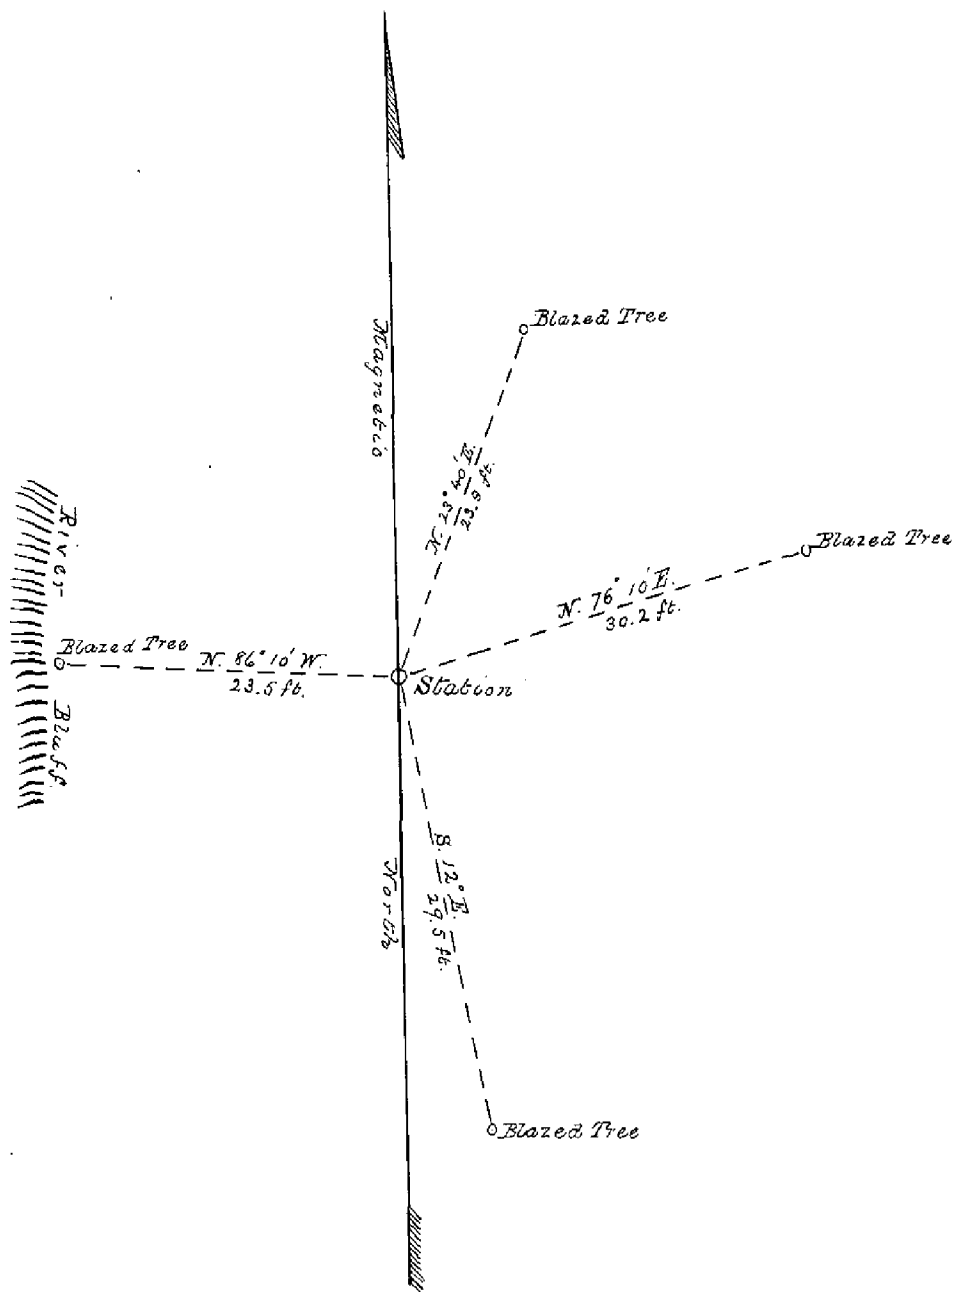 Blazed Tree
Magnetic
N. 23° 40' E.
23.9 ft.
Blazed Tree
N. 76° 10' E.
30.2 ft.
River Bluff.
Blazed Tree
N. 86° 10' W.
23.5 ft.
Station
S. 12° E.
29.5 ft.
North
Blazed Tree